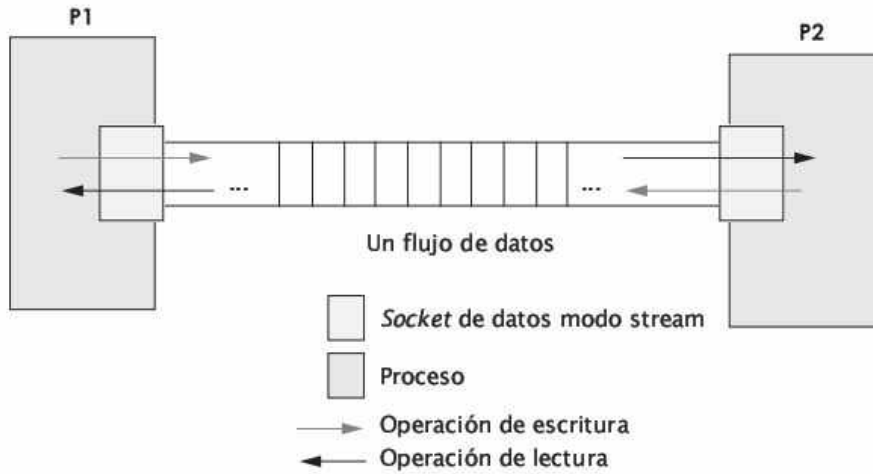 P1
P2
...
...
Un flujo de datos
Socket de datos modo stream
Proceso
Operación de escritura
Operación de lectura